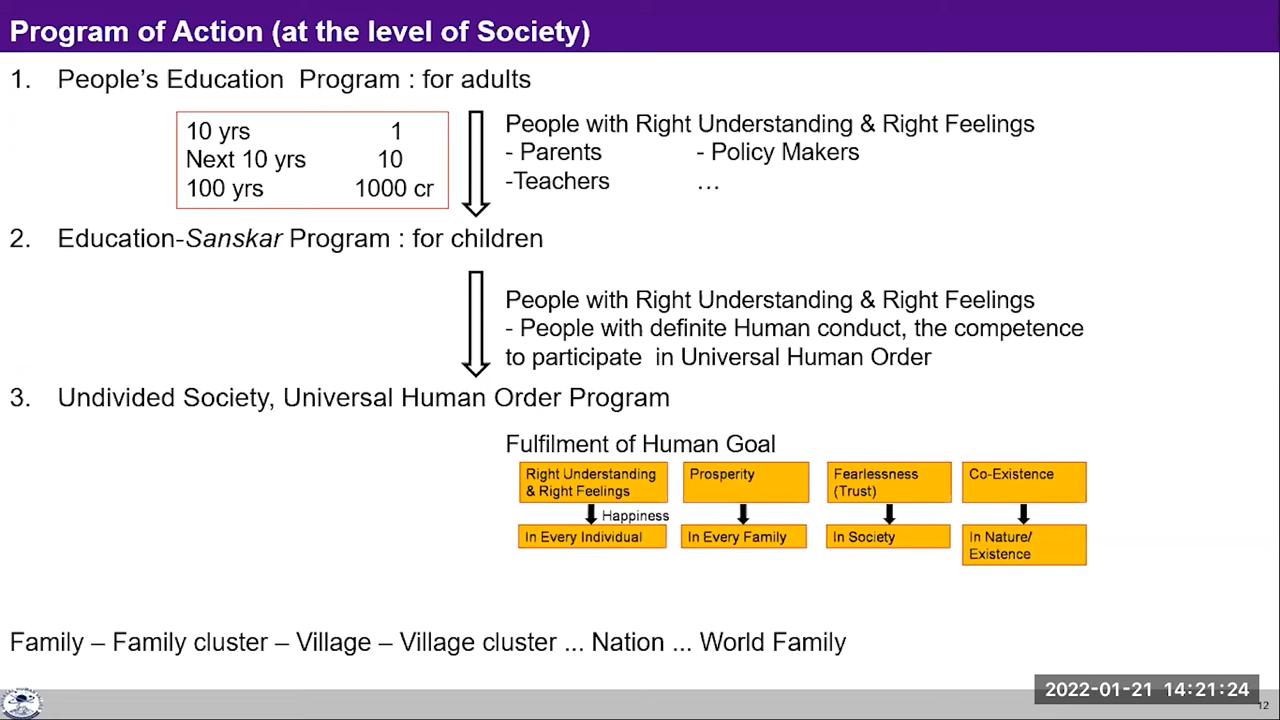 Program of Action (at the level of Society)
1. People's Education Program : for adults
10 yrs 1
Next 10 yrs 10
100 yrs 1000 cr
People with Right Understanding & Right Feelings
- Parents - Policy Makers
-Teachers ...
2. Education-Sanskar Program : for children
People with Right Understanding & Right Feelings
- People with definite Human conduct, the competence
to participate in Universal Human Order
3. Undivided Society, Universal Human Order Program
Fulfilment of Human Goal
Right Understanding
& Right Feelings
Happiness
In Every Individual
Prosperity
In Every Family
Fearlessness
(Trust)
In Society
Co-Existence
In Nature/
Existence
Family – Family cluster – Village – Village cluster ... Nation ... World Family
2022-01-21 14:21:24
12